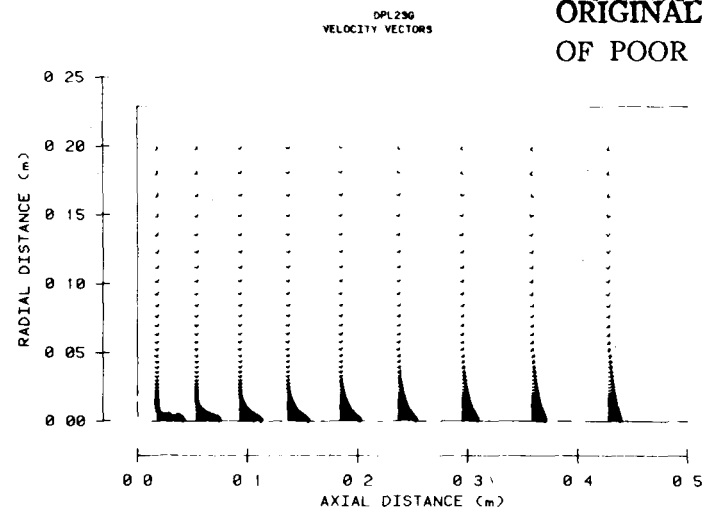 DPL23G
VELOCITY VECTORS
ORIGINAL
OF POOR
0 25
0 20
0 15
0 10
0 05
0 00
RADIAL DISTANCE (m)
0 0
0 1
0 2
0 3
0 4
0 5
AXIAL DISTANCE (m)